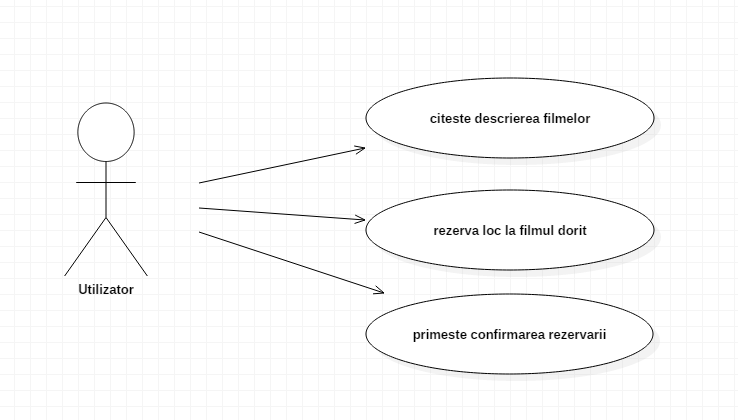 citeste descrierea filmelor
rezerva loc la filmul dorit
Utilizator
primeste confirmarea rezervarii